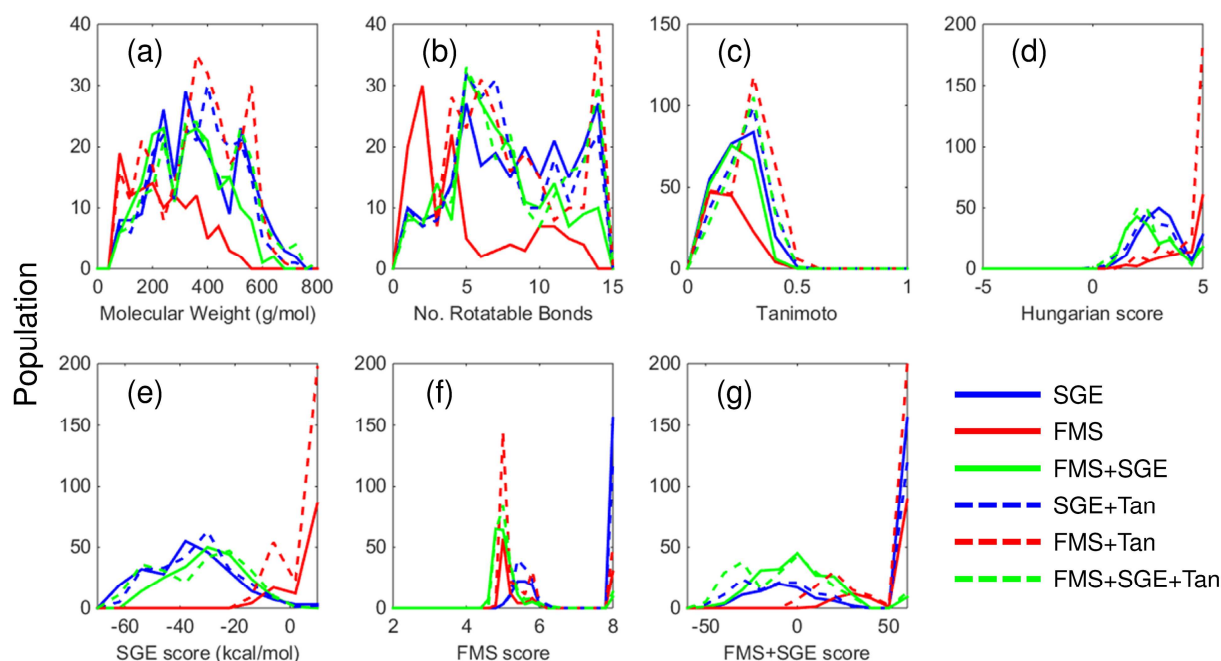 40 30 20 10 0
0 200 400 600 800
(a)
Molecular Weight (g/mol)
40 30 20 10 0
0 5 10 15
(b)
No. Rotatable Bonds
150 100 50 0
0 0.5 1
(c)
Tanimoto
200 150 100 50 0
-5 0 5
(d)
Hungarian score
Population
200 150 100 50 0
-60 -40 -20 0
(e)
SGE score (kcal/mol)
200 150 100 50 0
2 4 6 8
(f)
FMS score
200 150 100 50 0
-50 0 50
(g)
FMS+SGE score
SGE
FMS
FMS+SGE
SGE+Tan
FMS+Tan
FMS+SGE+Tan